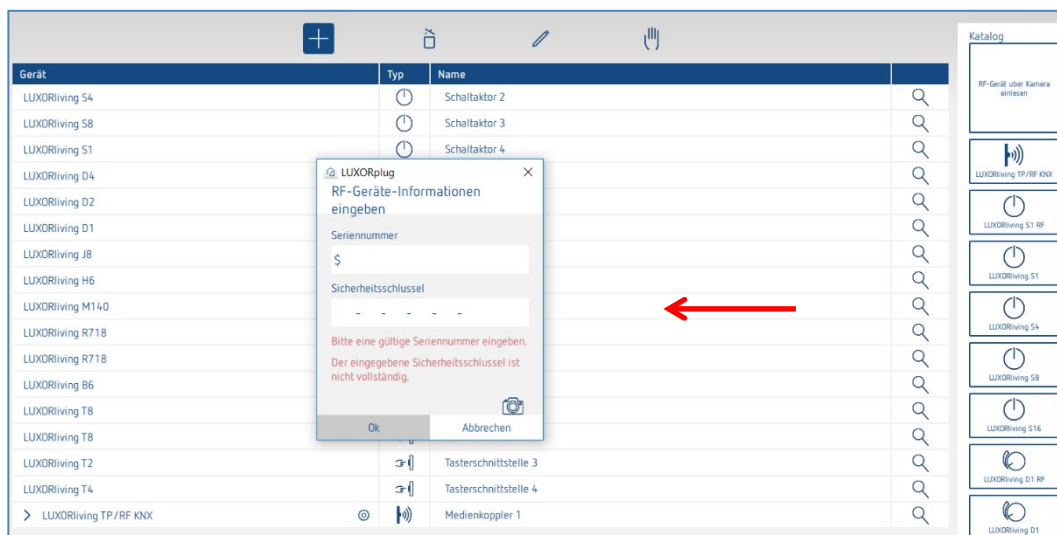 Katalog
Gerät Typ Name
RF-Gerät uber Kamera
einlesen
LUXORliving S4 Schaltaktor 2
LUXORliving S8 Schaltaktor 3
LUXORliving S1 Schaltaktor 4
LUXORliving D4
LUXORliving D2
LUXORliving D1
LUXORliving J8
LUXORliving H6
LUXORliving M140
LUXORliving R718
LUXORliving R718
LUXORliving B6
LUXORliving T8
LUXORliving T8
LUXORliving T2 Tasterschnittstelle 3
LUXORliving T4 Tasterschnittstelle 4
LUXORliving TP/RF KNX Medienkoppler 1
LUXORplug
RF-Geräte-Informationen
eingeben
Seriennummer
$
Sicherheitsschlussel
- - - - -
Bitte eine gültige Seriennummer eingeben.
Der eingegebene Sicherheitsschlussel ist
nicht vollständig.
Ok Abbrechen
LUXORliving TP/RF KNX
LUXORliving S1 RF
LUXORliving S1
LUXORliving S4
LUXORliving S8
LUXORliving S16
LUXORliving D1 RF
LUXORliving D1